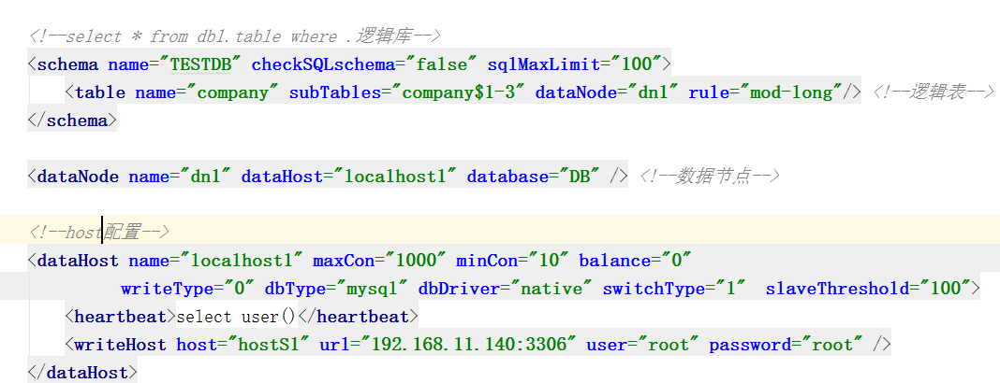 <!--select * from db1.table where .逻辑库-->
<schema name="TESTDB" checkSQLschema="false" sqlMaxLimit="100">
<table name="company" subTables="company$1-3" dataNode="dn1" rule="mod-long"/> <!--逻辑表-->
</schema>
<dataNode name="dn1" dataHost="localhost1" database="DB" /> <!--数据节点-->
<!--host配置-->
<dataHost name="localhost1" maxCon="1000" minCon="10" balance="0"
writeType="0" dbType="mysql" dbDriver="native" switchType="1" slaveThreshold="100">
<heartbeat>select user()</heartbeat>
<writeHost host="hostS1" url="192.168.11.140:3306" user="root" password="root" />
</dataHost>